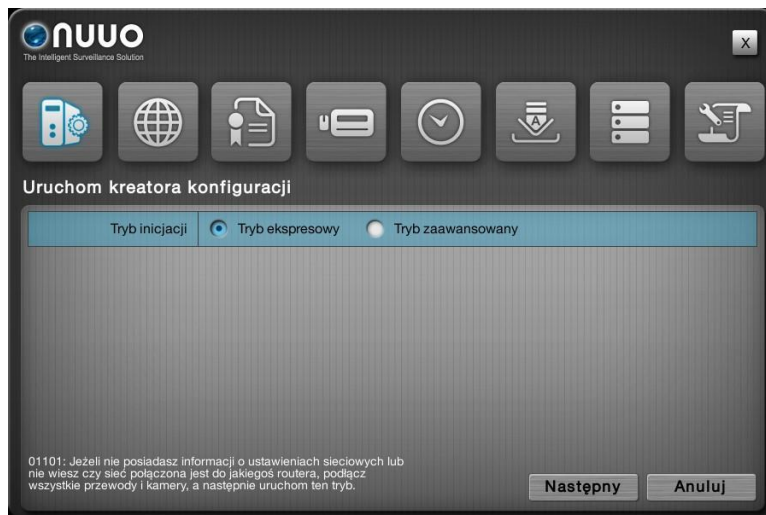 nuuo
The Intelligent Surveillance Solution
X
A
Uruchom kreatora konfiguracji
Tryb inicjacji Tryb ekspresowy Tryb zaawansowany
01101: Jeżeli nie posiadasz informacji o ustawieniach sieciowych lub
nie wiesz czy sieć połączona jest do jakiegoś routera, podłącz
wszystkie przewody i kamery, a następnie uruchom ten tryb.
Następny Anuluj